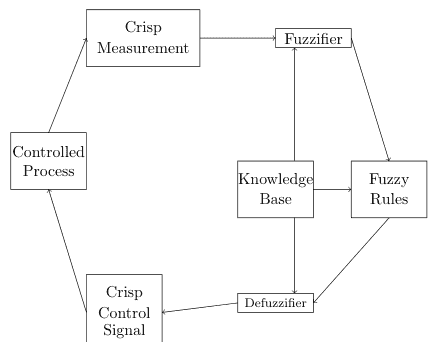 Crisp
Measurement
Fuzzifier
Controlled
Process
Knowledge
Base
Fuzzy
Rules
Crisp
Control
Signal
Defuzzifier